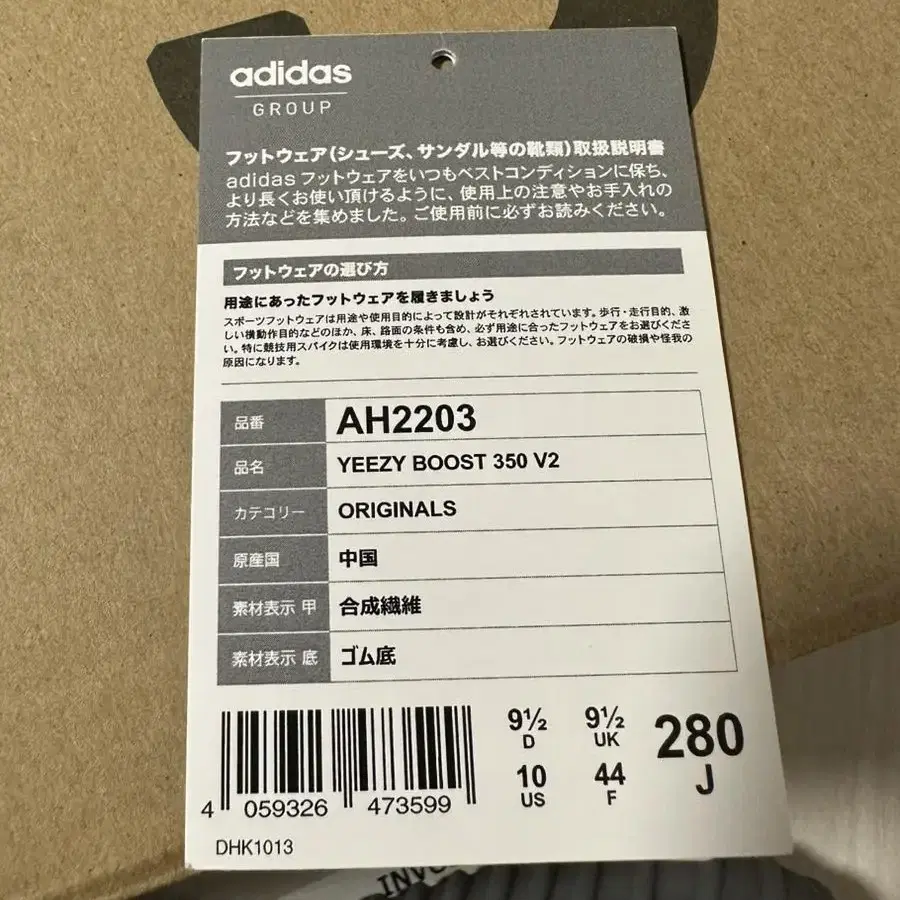 adidas
GROUP
フットウェア(シューズ、サンダル等の靴類)取扱説明書
adidas フットウェアをいつもベストコンディションに保ち、
より長くお使い頂けるように、使用上の注意やお手入れの
方法などを集めました。ご使用前に必ずお読みください。
フットウェアの選び方
用途にあったフットウェアを履きましょう
スポーツフットウェアは用途や使用目的によって設計がそれぞれされています。歩行・走行目的、激
しい横動作目的などのほか、床、路面の条件も含め、必ず用途に合ったフットウェアをお選びくださ
い。特に競技用スパイクは使用環境を十分に考慮し、お選びください。フットウェアの破損や怪我の
原因になります。
品番 AH2203
品名 YEEZY BOOST 350 V2
カテゴリー ORIGINALS
原産国 中国
素材表示 甲 合成繊維
素材表示 底 ゴム底
9½ 9½ 280
D UK J
10 44
US F
4 059326 473599
DHK1013